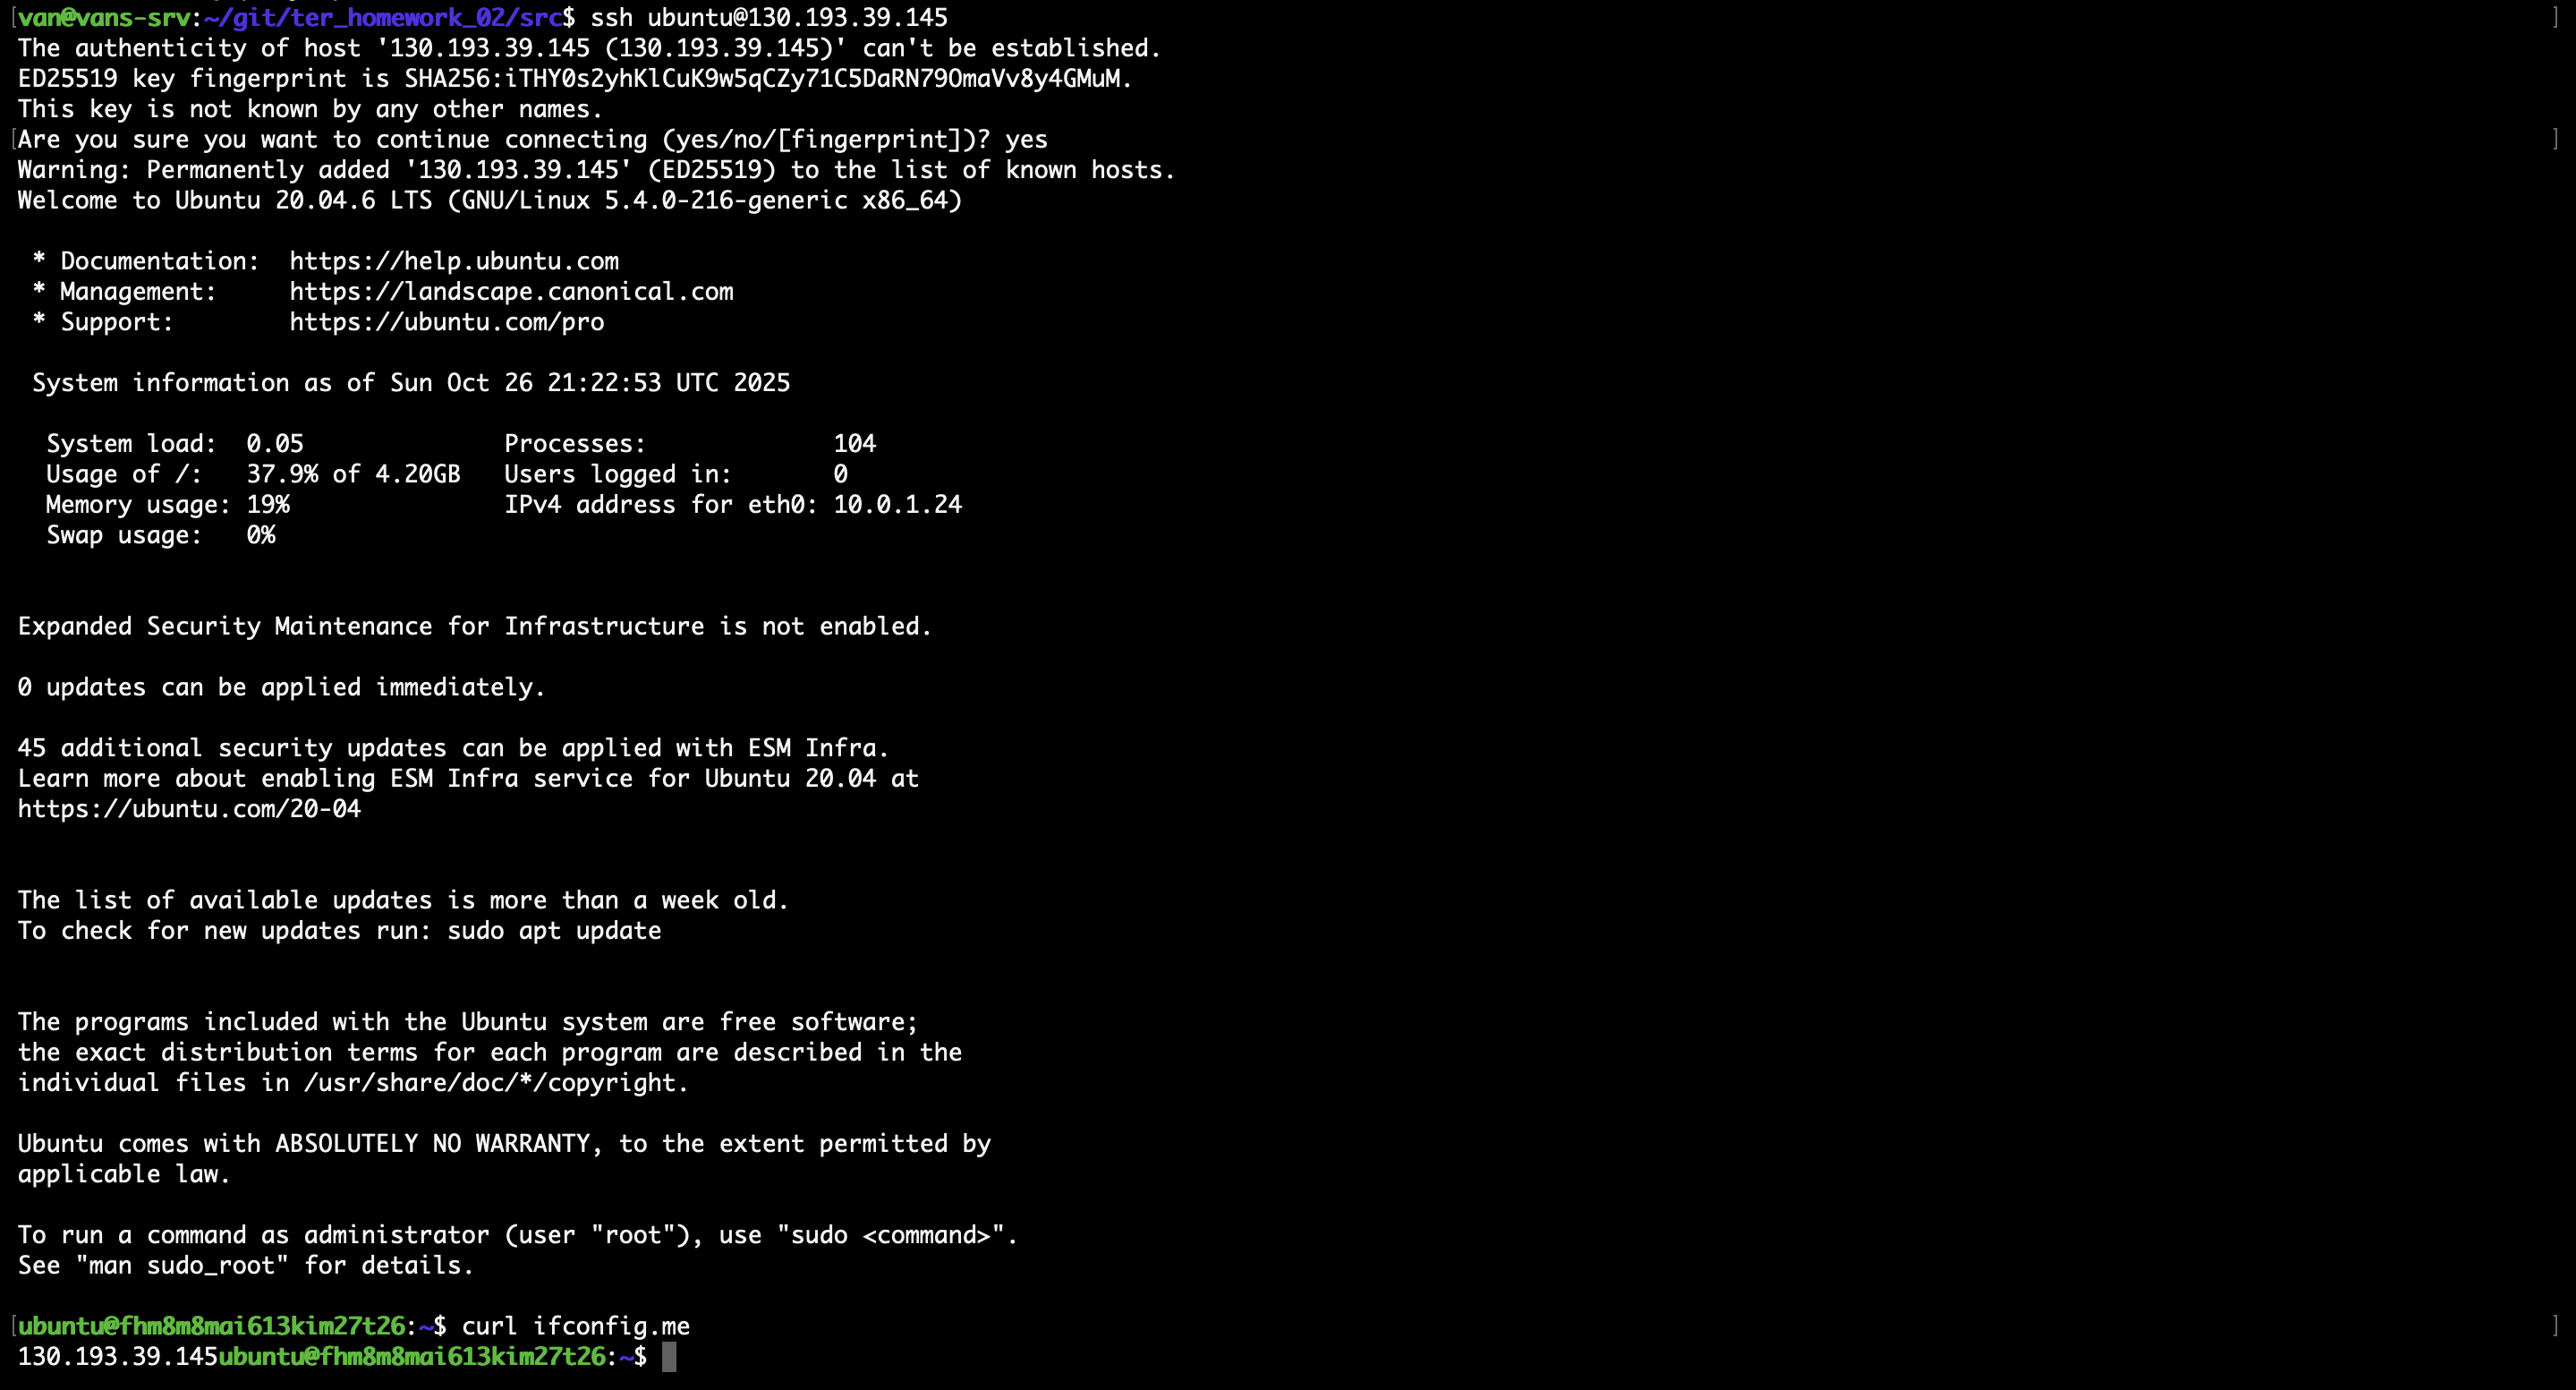 [van@vans-srv:~/git/ter_homework_02/src$ ssh ubuntu@130.193.39.145 ]
The authenticity of host '130.193.39.145 (130.193.39.145)' can't be established.
ED25519 key fingerprint is SHA256:iTHY0s2yhKlCuK9w5qCZy71C5DaRN79OmaVv8y4GMuM.
This key is not known by any other names.
[Are you sure you want to continue connecting (yes/no/[fingerprint])? yes ]
Warning: Permanently added '130.193.39.145' (ED25519) to the list of known hosts.
Welcome to Ubuntu 20.04.6 LTS (GNU/Linux 5.4.0-216-generic x86_64)
* Documentation: https://help.ubuntu.com
* Management: https://landscape.canonical.com
* Support: https://ubuntu.com/pro
System information as of Sun Oct 26 21:22:53 UTC 2025
System load: 0.05 Processes: 104
Usage of /: 37.9% of 4.20GB Users logged in: 0
Memory usage: 19% IPv4 address for eth0: 10.0.1.24
Swap usage: 0%
Expanded Security Maintenance for Infrastructure is not enabled.
0 updates can be applied immediately.
45 additional security updates can be applied with ESM Infra.
Learn more about enabling ESM Infra service for Ubuntu 20.04 at
https://ubuntu.com/20-04
The list of available updates is more than a week old.
To check for new updates run: sudo apt update
The programs included with the Ubuntu system are free software;
the exact distribution terms for each program are described in the
individual files in /usr/share/doc/*/copyright.
Ubuntu comes with ABSOLUTELY NO WARRANTY, to the extent permitted by
applicable law.
To run a command as administrator (user "root"), use "sudo <command>".
See "man sudo_root" for details.
[ubuntu@fhm8m8mai613kim27t26:~$ curl ifconfig.me ]
130.193.39.145ubuntu@fhm8m8mai613kim27t26:~$